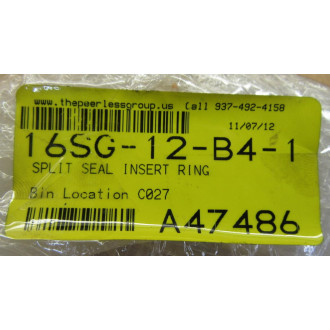 www.thepeerlessgroup.us Call 937-492-4158
11/07/12
16SG-12-B4-1
SPLIT SEAL INSERT RING
Bin Location C027
A47486